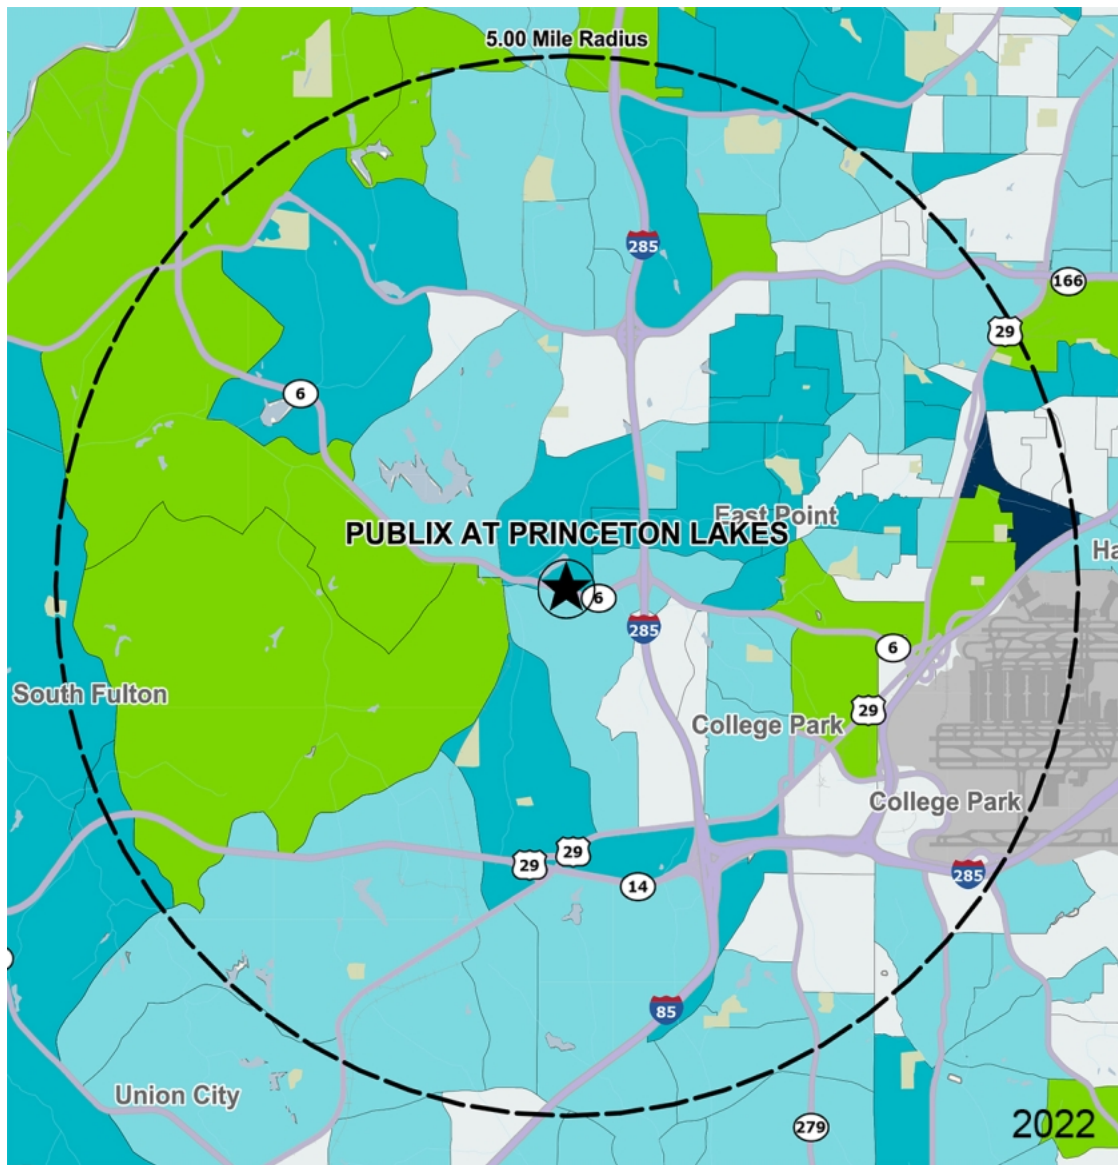 5.00 Mile Radius
285
166
29
6
East Point
PUBLIX AT PRINCETON LAKES
Ha
6
285
6
South Fulton
29
College Park
College Park
29
29
14
285
85
Union City
279
2022